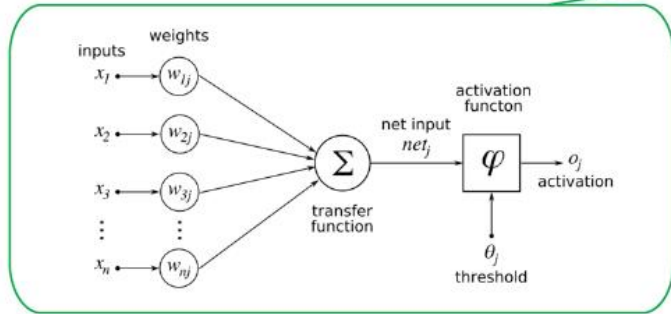 weights
inputs
x₁
w₁ⱼ
activation
functon
x₂
w₂ⱼ
net input
netⱼ
Σ
φ
oⱼ
activation
x₃
w₃ⱼ
transfer
function
⋮
⋮
θⱼ
threshold
xₙ
wₙⱼ